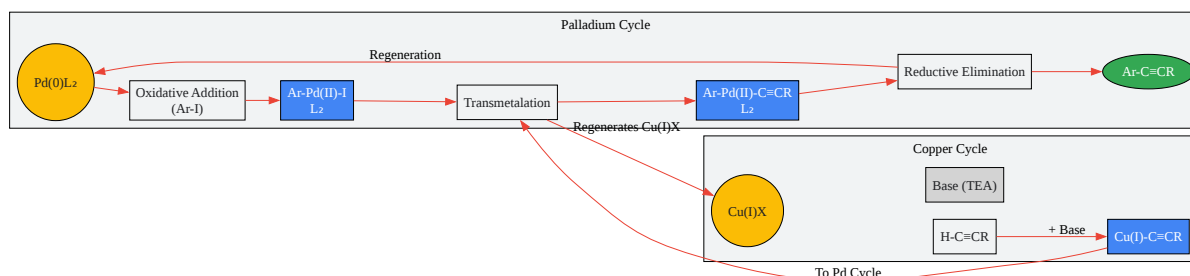 Palladium Cycle
Regeneration
Pd(0)L₂
Oxidative Addition
(Ar-I)
Ar-Pd(II)-I
L₂
Transmetalation
Ar-Pd(II)-C≡CR
L₂
Reductive Elimination
Ar-C≡CR
Regenerates Cu(I)X
Copper Cycle
Cu(I)X
Base (TEA)
H-C≡CR
+ Base
Cu(I)-C≡CR
To Pd Cycle